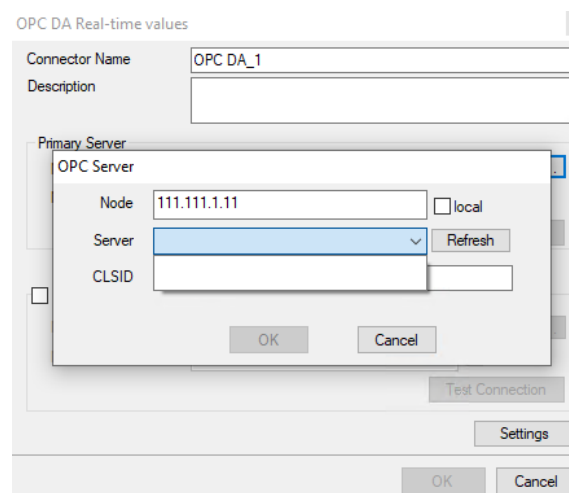 OPC DA Real-time values
Connector Name OPC DA_1
Description
Primary Server
OPC Server
Node 111.111.1.11 local
Server Refresh
CLSID
OK Cancel
Test Connection
Settings
OK Cancel